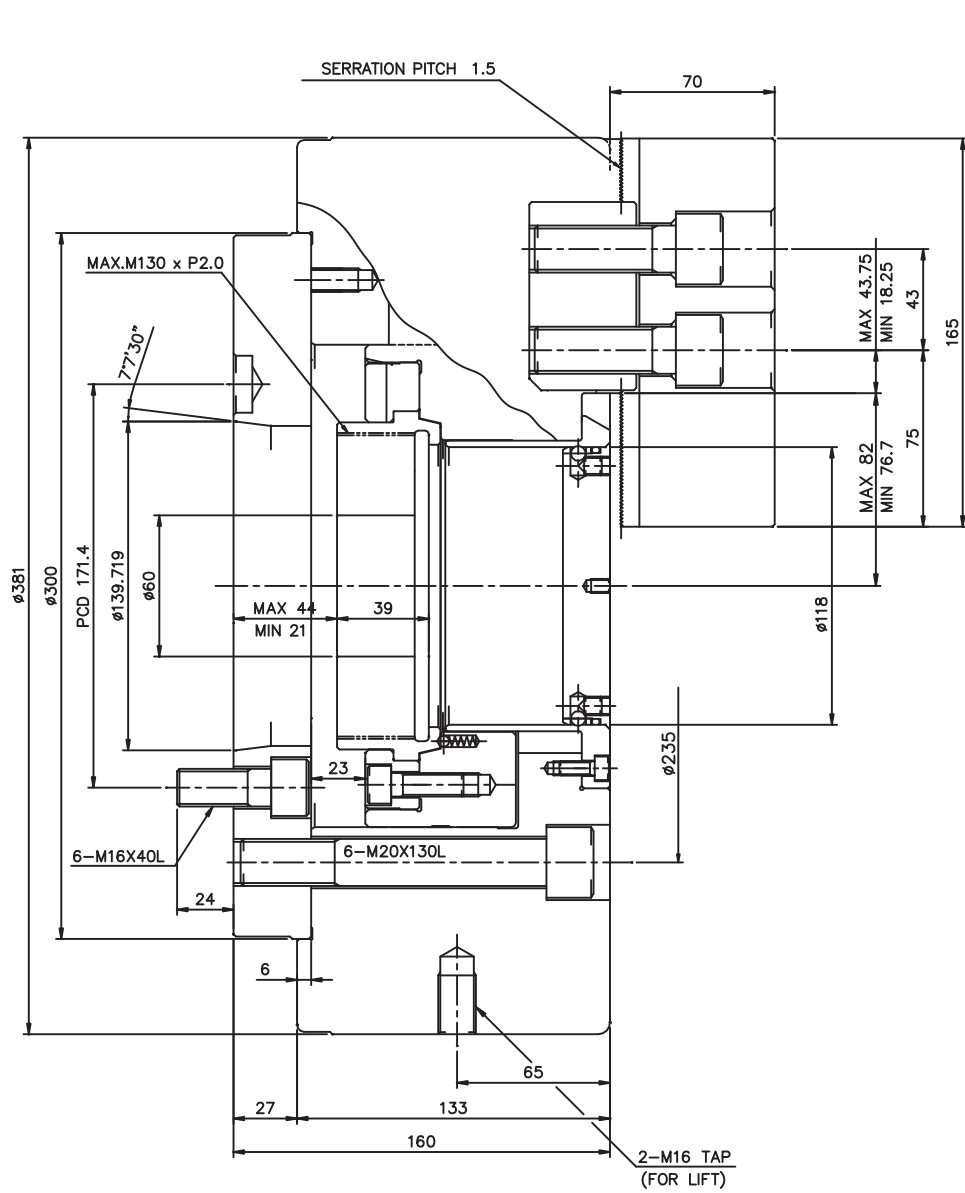 SERRATION PITCH 1.5
70
MAX.M130 x P2.0
7°7'30"
MAX 43.75
MIN 18.25
43
165
75
MAX 82
MIN 76.7
ø381
ø300
PCD 171.4
ø139.719
ø60
MAX 44
MIN 21
39
ø118
ø235
23
6-M16X40L
6-M20X130L
24
6
65
27
133
160
2-M16 TAP
(FOR LIFT)